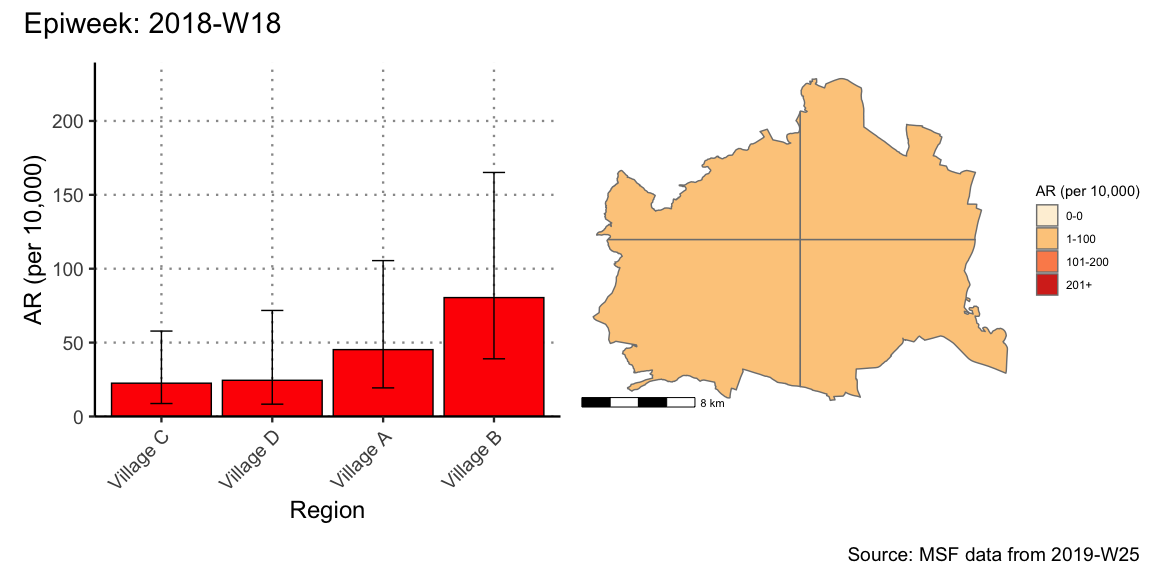 Epiweek: 2018-W18
AR (per 10,000)
200
150
100
50
0
Village C
Village D
Village A
Village B
Region
8 km
AR (per 10,000)
0-0
1-100
101-200
201+
Source: MSF data from 2019-W25